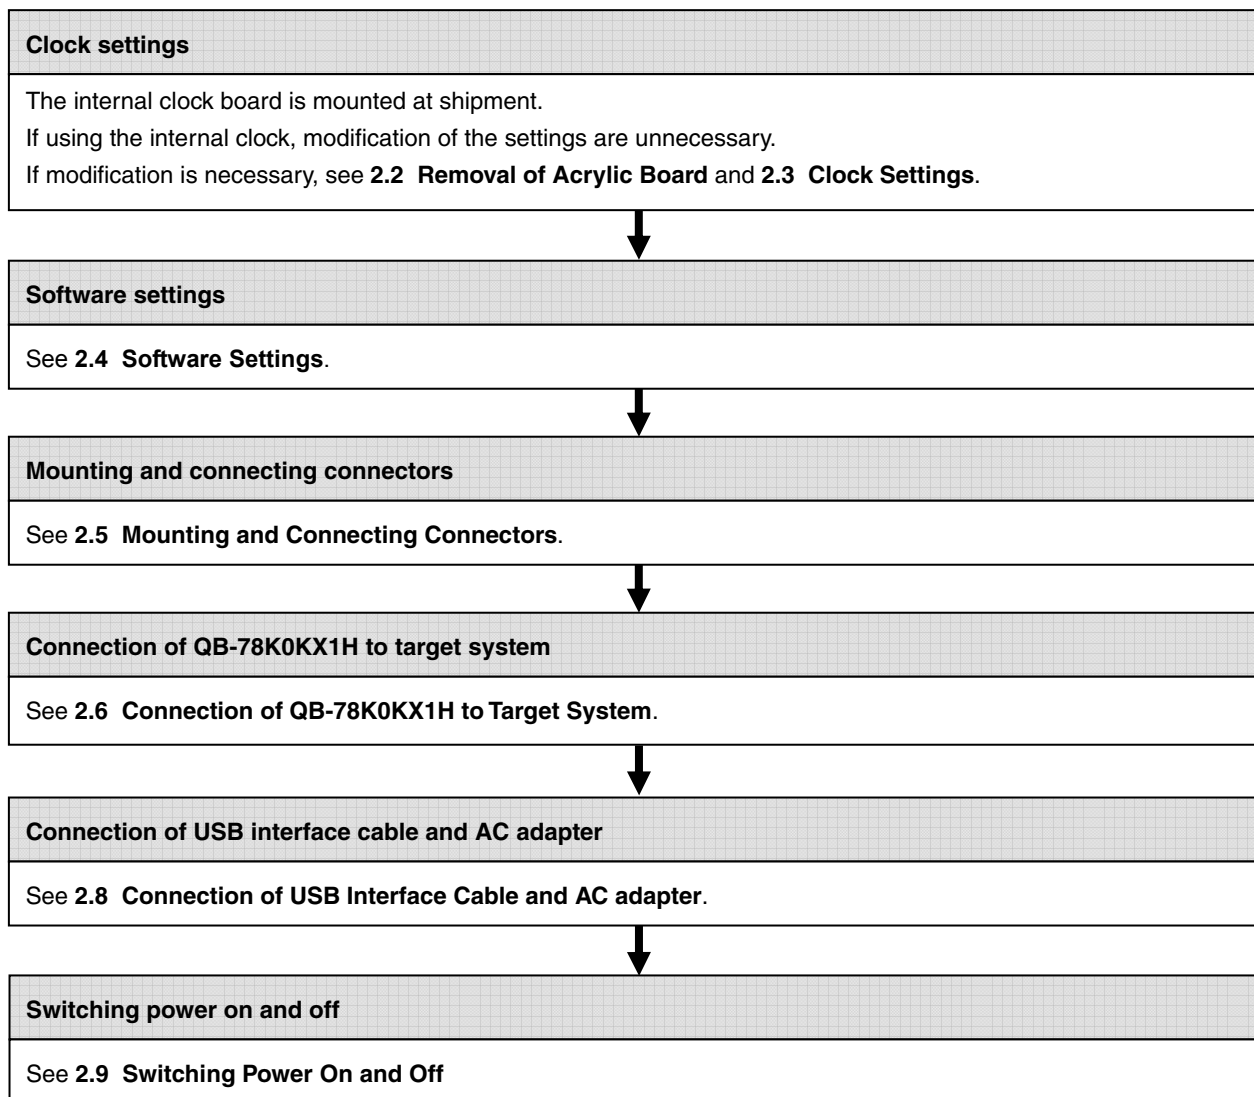 Clock settings
The internal clock board is mounted at shipment.
If using the internal clock, modification of the settings are unnecessary.
If modification is necessary, see 2.2 Removal of Acrylic Board and 2.3 Clock Settings.
Software settings
See 2.4 Software Settings.
Mounting and connecting connectors
See 2.5 Mounting and Connecting Connectors.
Connection of QB-78K0KX1H to target system
See 2.6 Connection of QB-78K0KX1H to Target System.
Connection of USB interface cable and AC adapter
See 2.8 Connection of USB Interface Cable and AC adapter.
Switching power on and off
See 2.9 Switching Power On and Off